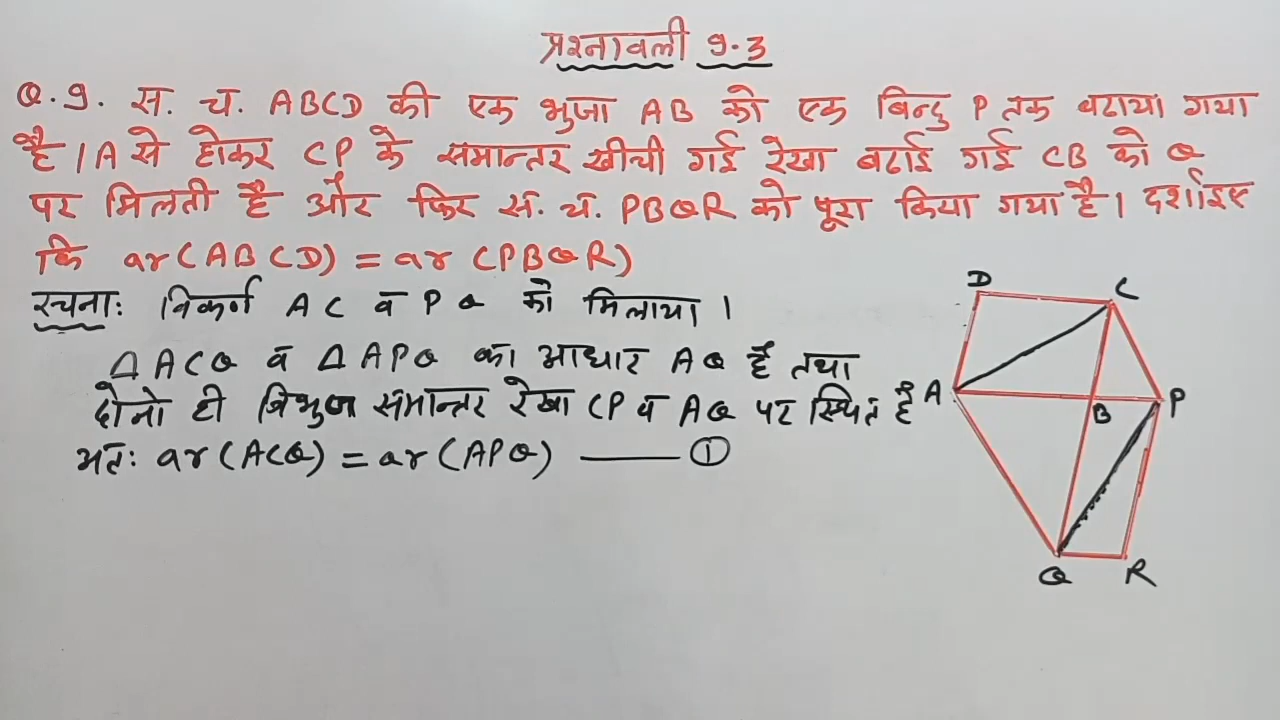 प्रश्नावली 9.3
Q.9. स. च. ABCD की एक भुजा AB को एक बिन्दु P तक बढाया गया
है। A से होकर CP के समान्तर खीची गई रेखा बढाई गई CB को Q
पर मिलती है और फिर स. च. PBQR को पूरा किया गया है। दर्शाइए
कि ar(ABCD) = ar(PBQR)
रचना: विकर्ण AC व PQ को मिलाया।
△ACQ व △APQ का आधार AQ है तथा
दोनो ही त्रिभुज समान्तर रेखा CP व AQ पर स्थित है
अत: ar(ACQ) = ar(APQ) —— ①
D
C
A
B
P
Q
R